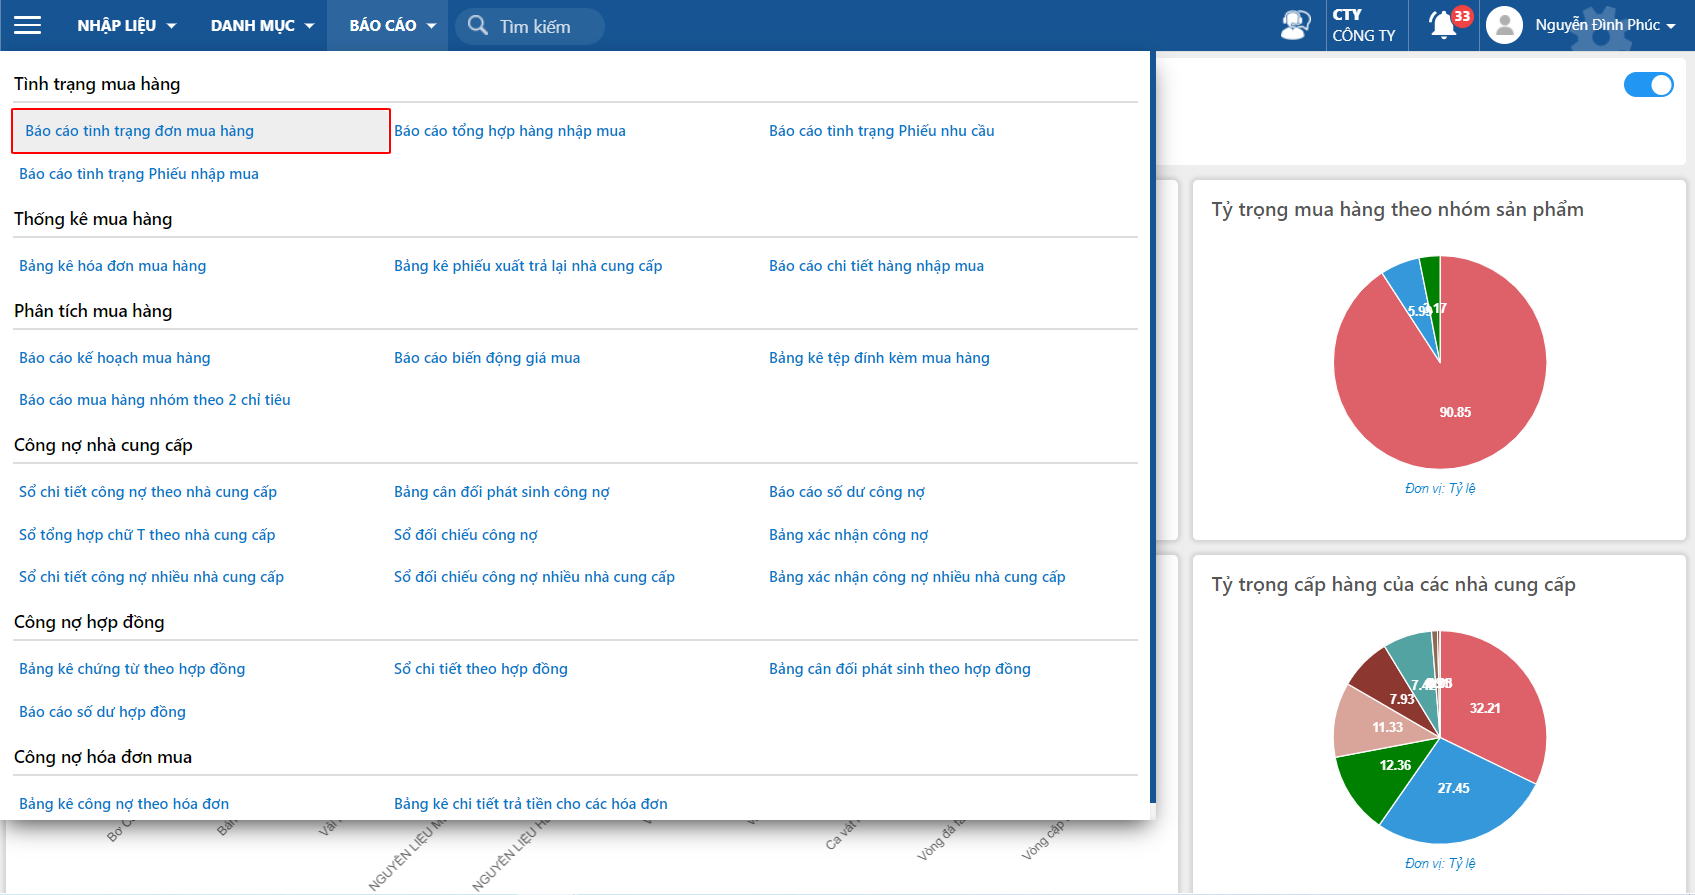 NHẬP LIỆU
DANH MỤC
BÁO CÁO
Tìm kiếm
CTY
CÔNG TY
33
Nguyễn Đình Phúc
Tình trạng mua hàng
Báo cáo tình trạng đơn mua hàng
Báo cáo tổng hợp hàng nhập mua
Báo cáo tình trạng Phiếu nhu cầu
Báo cáo tình trạng Phiếu nhập mua
Thống kê mua hàng
Bảng kê hóa đơn mua hàng
Bảng kê phiếu xuất trả lại nhà cung cấp
Báo cáo chi tiết hàng nhập mua
Phân tích mua hàng
Báo cáo kế hoạch mua hàng
Báo cáo biến động giá mua
Bảng kê tệp đính kèm mua hàng
Báo cáo mua hàng nhóm theo 2 chỉ tiêu
Công nợ nhà cung cấp
Sổ chi tiết công nợ theo nhà cung cấp
Bảng cân đối phát sinh công nợ
Báo cáo số dư công nợ
Sổ tổng hợp chữ T theo nhà cung cấp
Sổ đối chiếu công nợ
Bảng xác nhận công nợ
Sổ chi tiết công nợ nhiều nhà cung cấp
Sổ đối chiếu công nợ nhiều nhà cung cấp
Bảng xác nhận công nợ nhiều nhà cung cấp
Công nợ hợp đồng
Bảng kê chứng từ theo hợp đồng
Sổ chi tiết theo hợp đồng
Bảng cân đối phát sinh theo hợp đồng
Báo cáo số dư hợp đồng
Công nợ hóa đơn mua
Bảng kê công nợ theo hóa đơn
Bảng kê chi tiết trả tiền cho các hóa đơn
Bơ
NGUYÊN LIỆU
NGUYÊN LIỆU
Ca vát
Vòng đá
Vòng cặp
Tỷ trọng mua hàng theo nhóm sản phẩm
5.99
3.17
90.85
Đơn vị: Tỷ lệ
Tỷ trọng cấp hàng của các nhà cung cấp
7.93
32.21
11.33
12.36
27.45
Đơn vị: Tỷ lệ